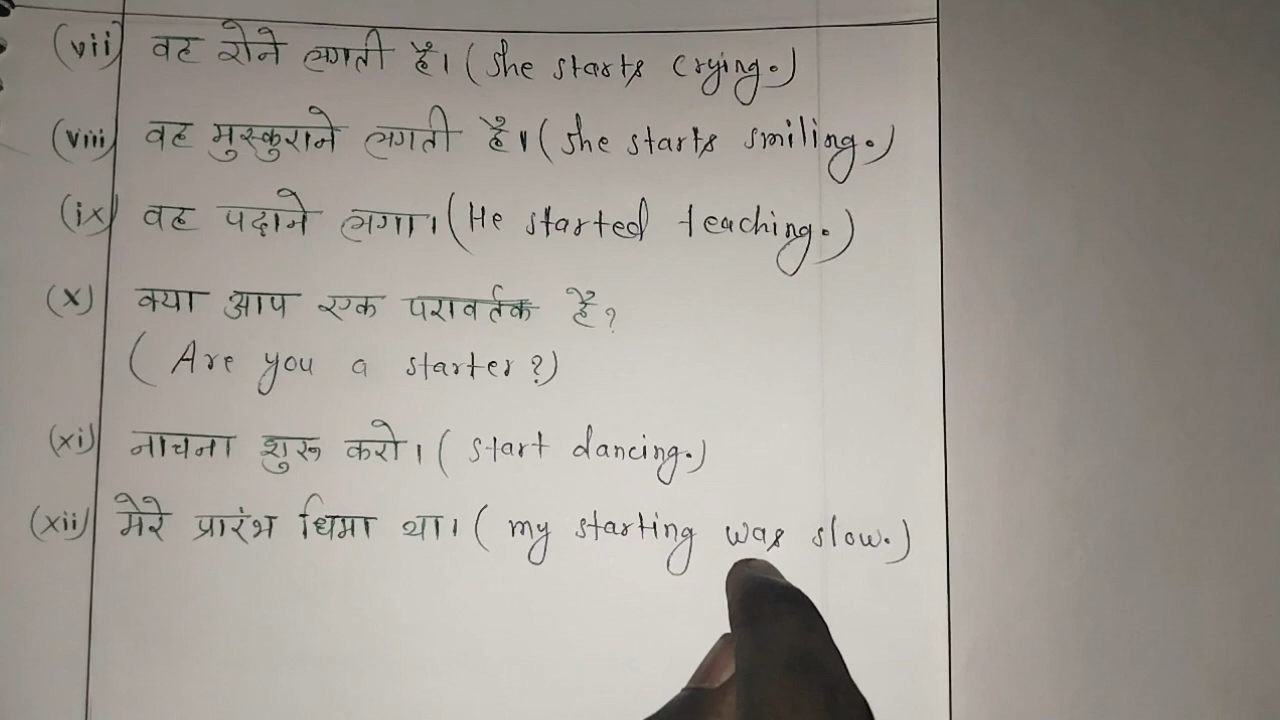 (vii) वह रोने लगती है। (She starts crying.)
(viii) वह मुस्कुराने लगती है। (She starts smiling.)
(ix) वह पढ़ाने लगा। (He started teaching.)
(x) क्या आप एक परावर्तक हैं?
(Are you a starter?)
(xi) नाचना शुरू करो। (Start dancing.)
(xii) मेरे प्रारंभ धिमा था। (my starting was slow.)